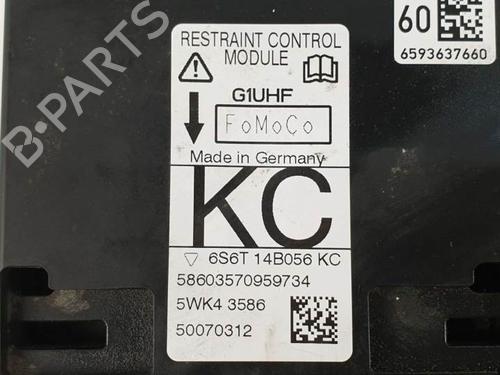 60
6593637660
RESTRAINT CONTROL
MODULE
G1UHF
FoMoCo
Made in Germany
KC
6S6T 14B056 KC
58603570959734
5WK4 3586
50070312
B-Parts